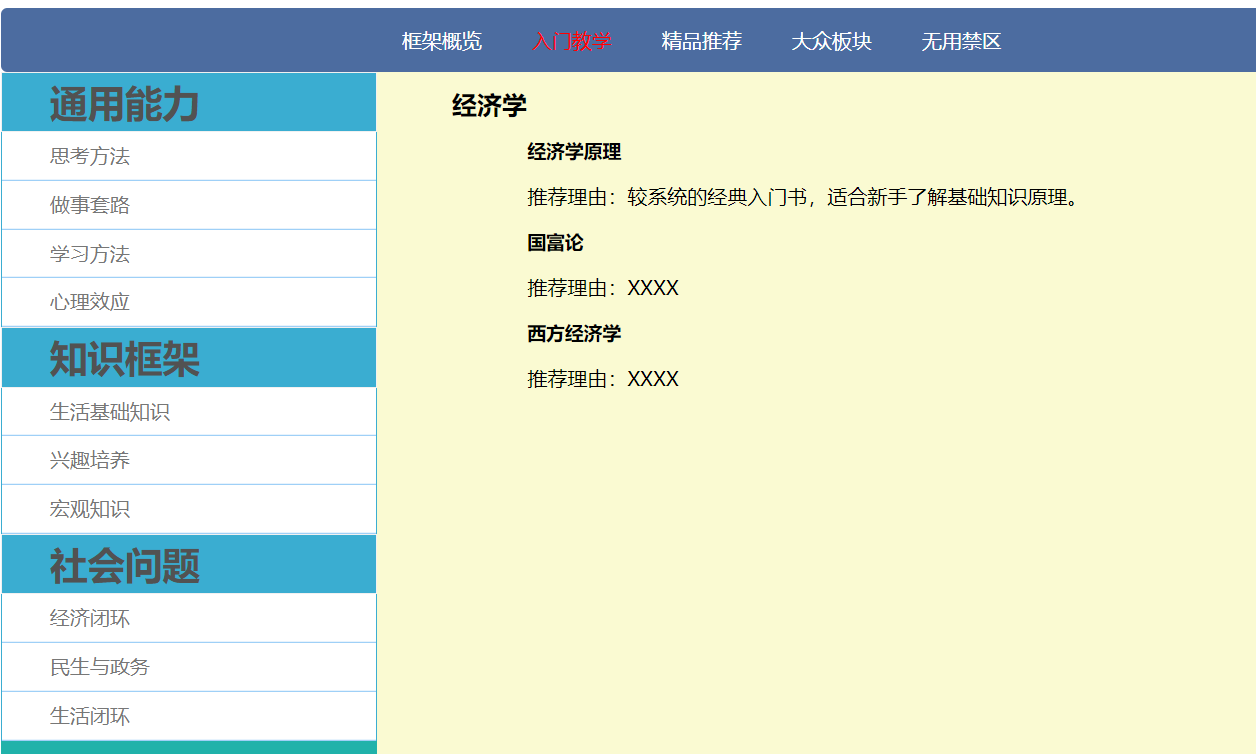 框架概览 入门教学 精品推荐 大众板块 无用禁区
通用能力
思考方法
做事套路
学习方法
心理效应
知识框架
生活基础知识
兴趣培养
宏观知识
社会问题
经济闭环
民生与政务
生活闭环
经济学
经济学原理
推荐理由：较系统的经典入门书，适合新手了解基础知识原理。
国富论
推荐理由：XXXX
西方经济学
推荐理由：XXXX